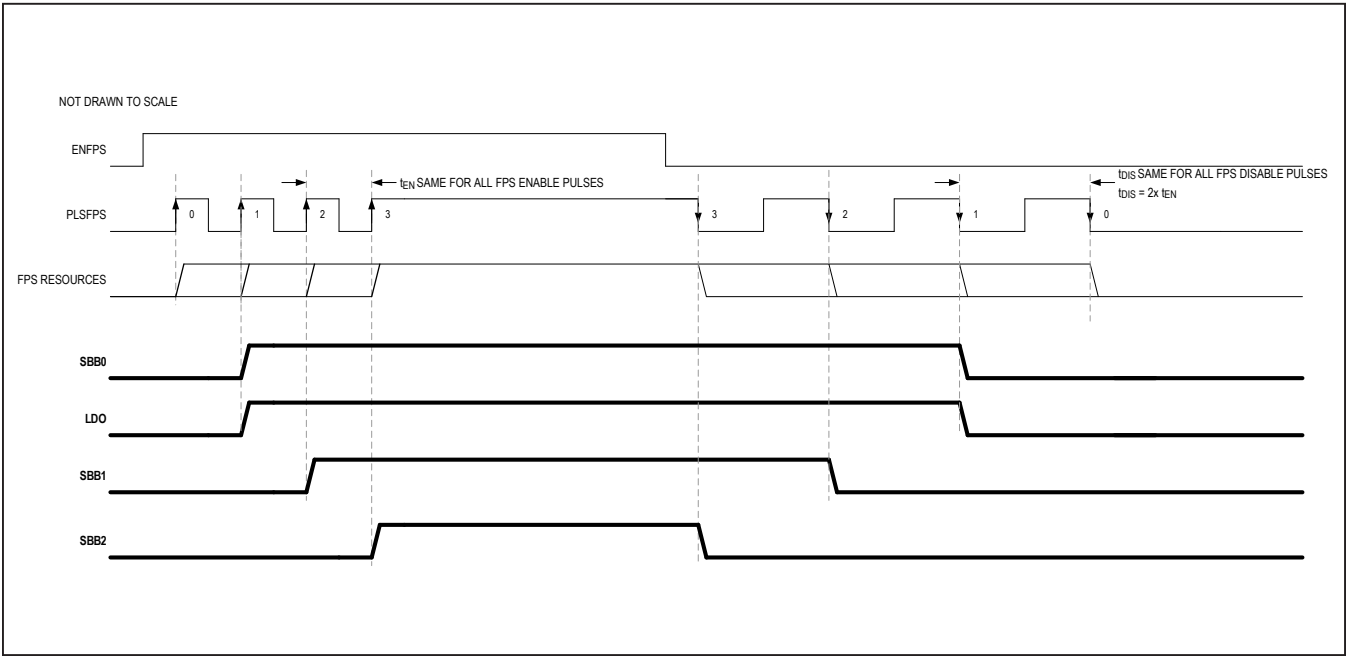 NOT DRAWN TO SCALE
ENFPS
tEN SAME FOR ALL FPS ENABLE PULSES
tDIS SAME FOR ALL FPS DISABLE PULSES
tDIS = 2x tEN
PLSFPS 0 1 2 3 3 2 1 0
FPS RESOURCES
SBB0
LDO
SBB1
SBB2